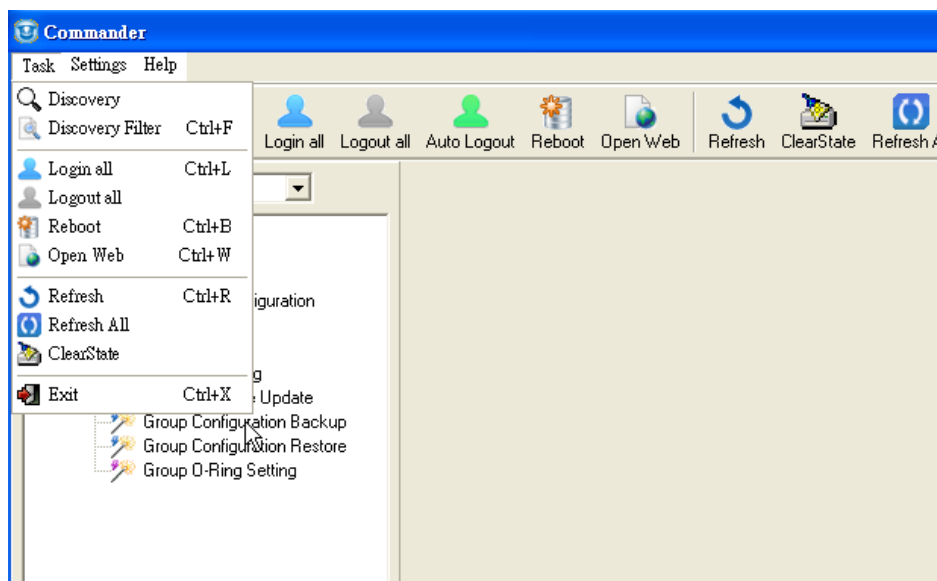 Commander
Task Settings Help
Discovery
Discovery Filter Ctrl+F
Login all Ctrl+L
Logout all
Reboot Ctrl+B
Open Web Ctrl+W
Refresh Ctrl+R
Refresh All
ClearState
Exit Ctrl+X
Login all Logout all Auto Logout Reboot Open Web Refresh ClearState Refresh A
iguration
g
Update
Group Configuration Backup
Group Configuration Restore
Group O-Ring Setting